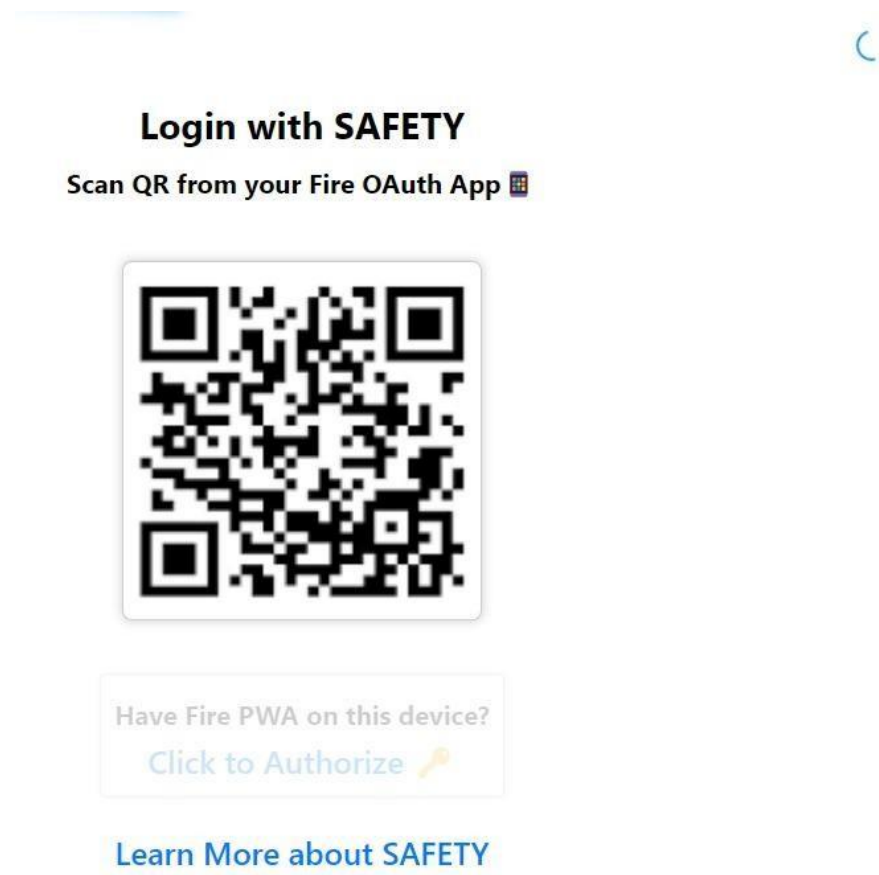 Login with SAFETY
Scan QR from your Fire OAuth App
Have Fire PWA on this device?
Click to Authorize
Learn More about SAFETY